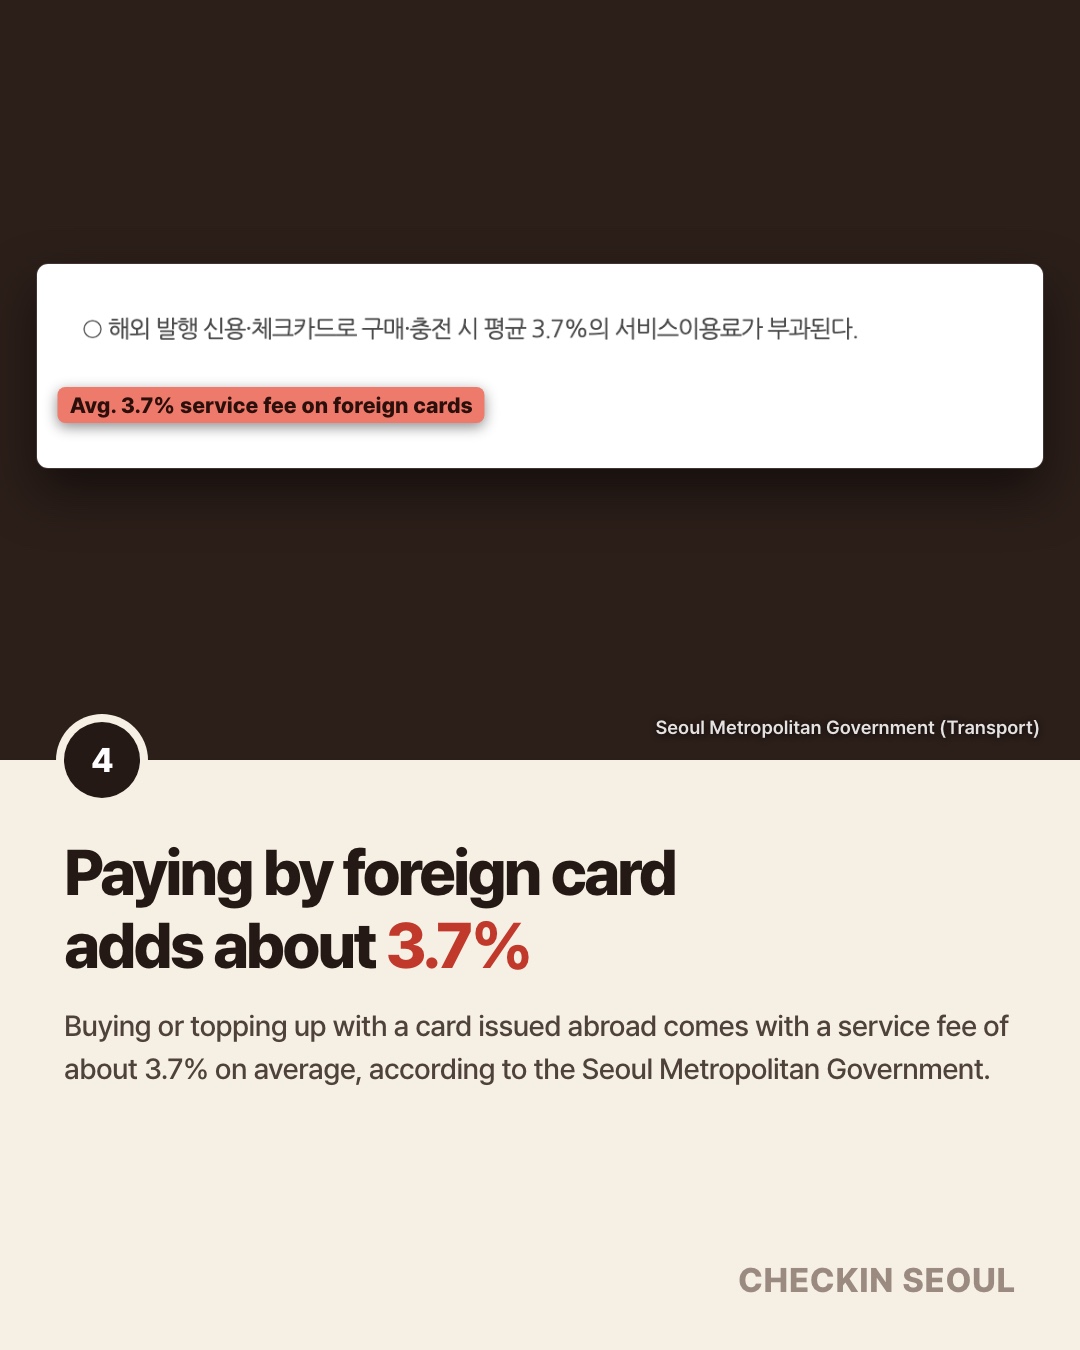 ○ 해외 발행 신용·체크카드로 구매·충전 시 평균 3.7%의 서비스이용료가 부과된다.
Avg. 3.7% service fee on foreign cards
Seoul Metropolitan Government (Transport)
4
Paying by foreign card
adds about 3.7%
Buying or topping up with a card issued abroad comes with a service fee of
about 3.7% on average, according to the Seoul Metropolitan Government.
CHECKIN SEOUL